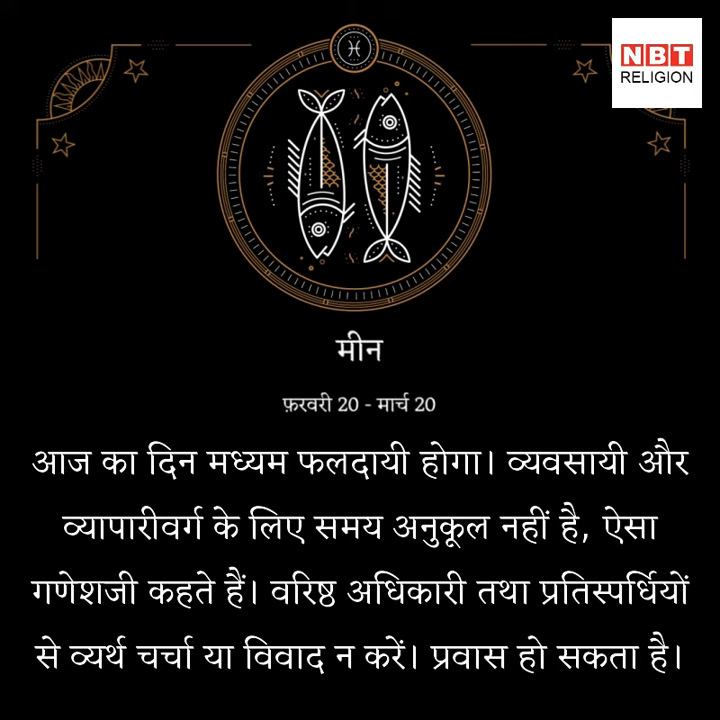 NBT
RELIGION
मीन
फ़रवरी 20 - मार्च 20
आज का दिन मध्यम फलदायी होगा। व्यवसायी और
व्यापारीवर्ग के लिए समय अनुकूल नहीं है, ऐसा
गणेशजी कहते हैं। वरिष्ठ अधिकारी तथा प्रतिस्पर्धियों
से व्यर्थ चर्चा या विवाद न करें। प्रवास हो सकता है।